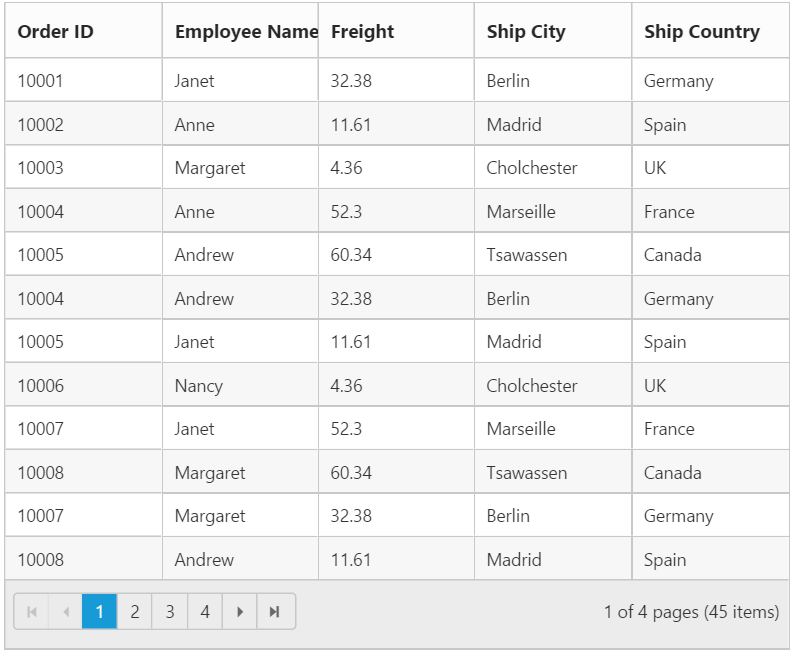 Order ID Employee Name Freight Ship City Ship Country
10001 Janet 32.38 Berlin Germany
10002 Anne 11.61 Madrid Spain
10003 Margaret 4.36 Cholchester UK
10004 Anne 52.3 Marseille France
10005 Andrew 60.34 Tsawassen Canada
10004 Andrew 32.38 Berlin Germany
10005 Janet 11.61 Madrid Spain
10006 Nancy 4.36 Cholchester UK
10007 Janet 52.3 Marseille France
10008 Margaret 60.34 Tsawassen Canada
10007 Margaret 32.38 Berlin Germany
10008 Andrew 11.61 Madrid Spain
1 2 3 4 1 of 4 pages (45 items)